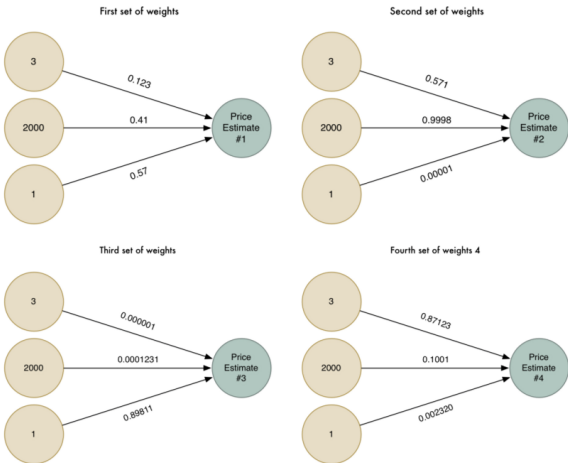 First set of weights
Second set of weights
3
0.123
2000
0.41
Price
Estimate
#1
1
0.57
3
0.571
2000
0.9998
Price
Estimate
#2
1
0.00001
Third set of weights
Fourth set of weights 4
3
0.000001
2000
0.0001231
Price
Estimate
#3
1
0.89811
3
0.87123
2000
0.1001
Price
Estimate
#4
1
0.002320